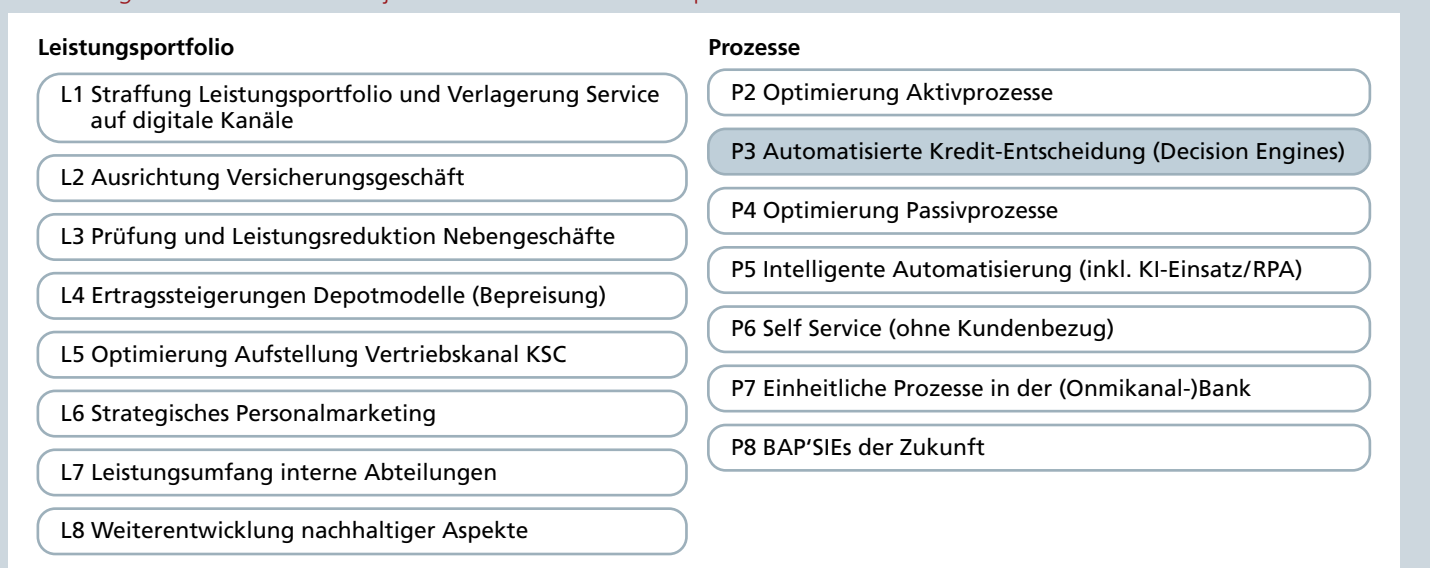 Leistungsportfolio
L1 Straffung Leistungsportfolio und Verlagerung Service
auf digitale Kanäle
L2 Ausrichtung Versicherungsgeschäft
L3 Prüfung und Leistungsreduktion Nebengeschäfte
L4 Ertragssteigerungen Depotmodelle (Bepreisung)
L5 Optimierung Aufstellung Vertriebskanal KSC
L6 Strategisches Personalmarketing
L7 Leistungsumfang interne Abteilungen
L8 Weiterentwicklung nachhaltiger Aspekte
Prozesse
P2 Optimierung Aktivprozesse
P3 Automatisierte Kredit-Entscheidung (Decision Engines)
P4 Optimierung Passivprozesse
P5 Intelligente Automatisierung (inkl. KI-Einsatz/RPA)
P6 Self Service (ohne Kundenbezug)
P7 Einheitliche Prozesse in der (Onmikanal-)Bank
P8 BAP’SIEs der Zukunft